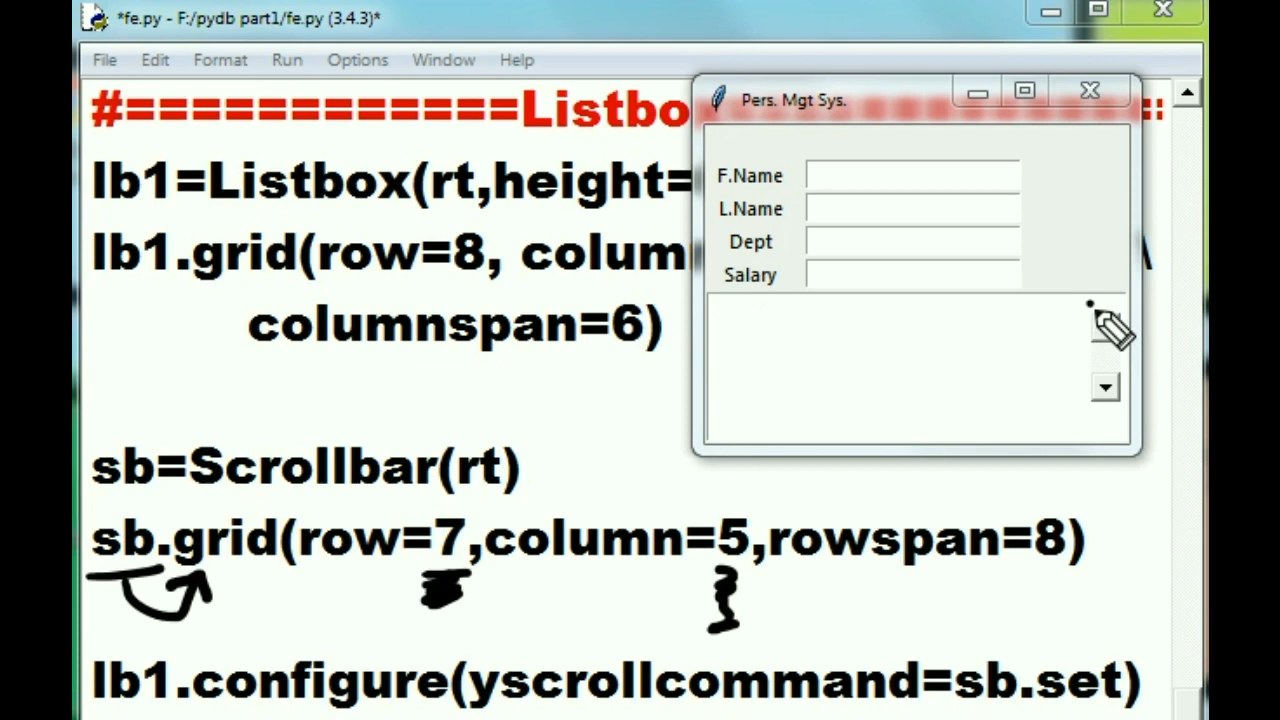 *fe.py - F:/pydb part1/fe.py (3.4.3)*
File Edit Format Run Options Window Help
#============Listbo
lb1=Listbox(rt,height=
lb1.grid(row=8, colum \
columnspan=6)
sb=Scrollbar(rt)
sb.grid(row=7,column=5,rowspan=8)
lb1.configure(yscrollcommand=sb.set)
Pers. Mgt Sys.
F.Name
L.Name
Dept
Salary